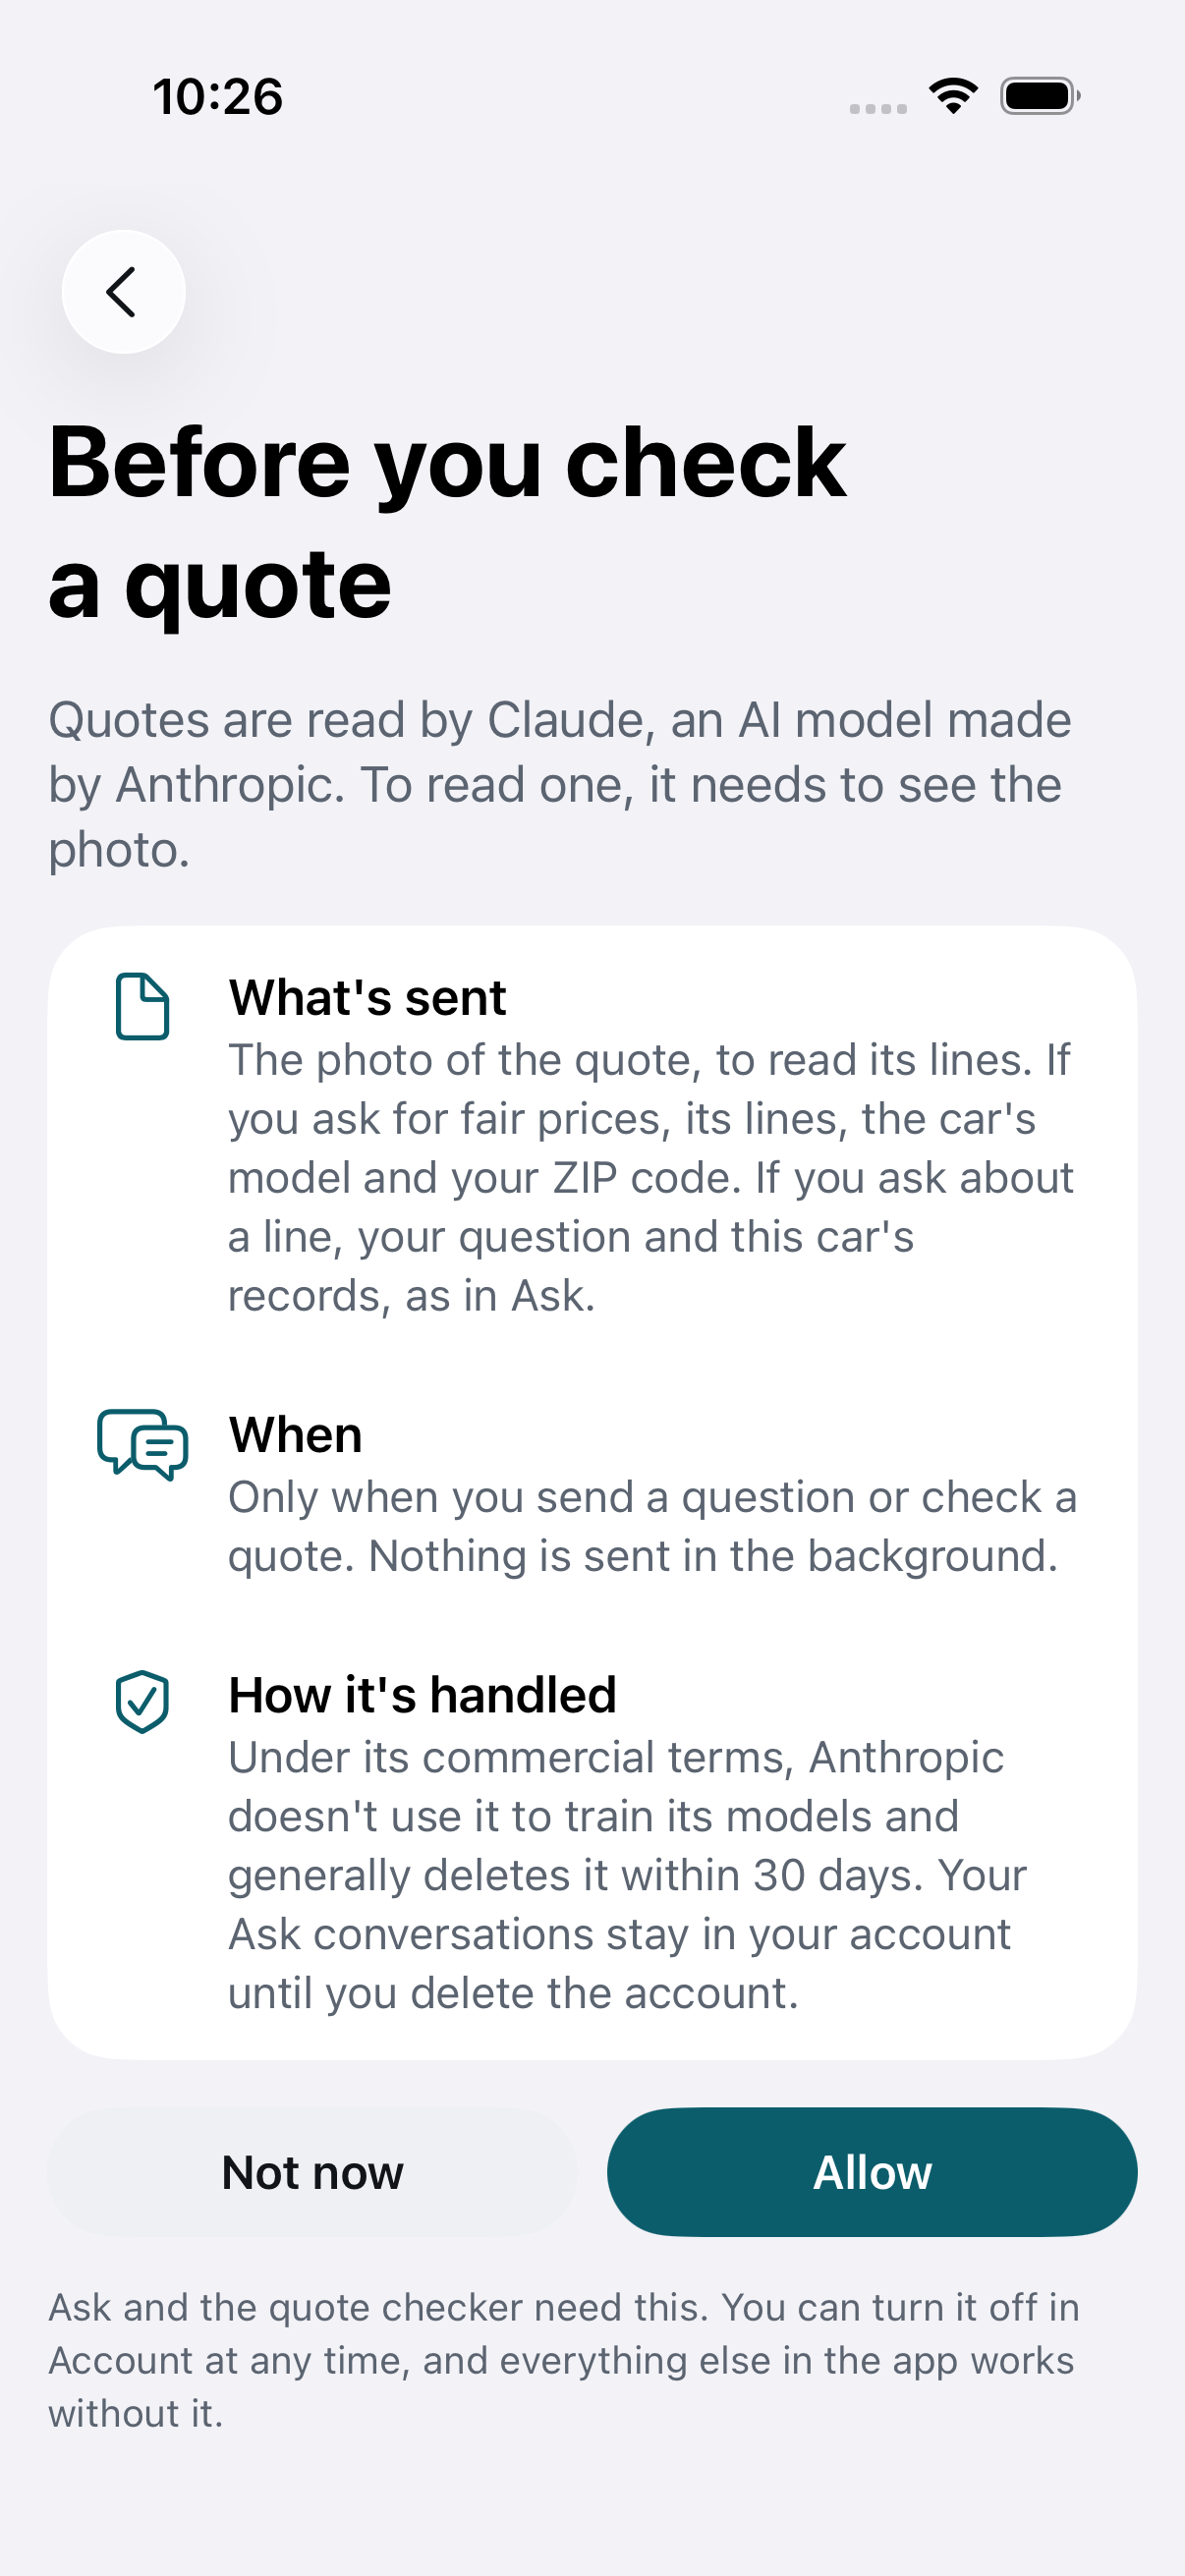 10:26
Before you check
a quote
Quotes are read by Claude, an AI model made
by Anthropic. To read one, it needs to see the
photo.
What's sent
The photo of the quote, to read its lines. If
you ask for fair prices, its lines, the car's
model and your ZIP code. If you ask about
a line, your question and this car's
records, as in Ask.
When
Only when you send a question or check a
quote. Nothing is sent in the background.
How it's handled
Under its commercial terms, Anthropic
doesn't use it to train its models and
generally deletes it within 30 days. Your
Ask conversations stay in your account
until you delete the account.
Not now
Allow
Ask and the quote checker need this. You can turn it off in
Account at any time, and everything else in the app works
without it.